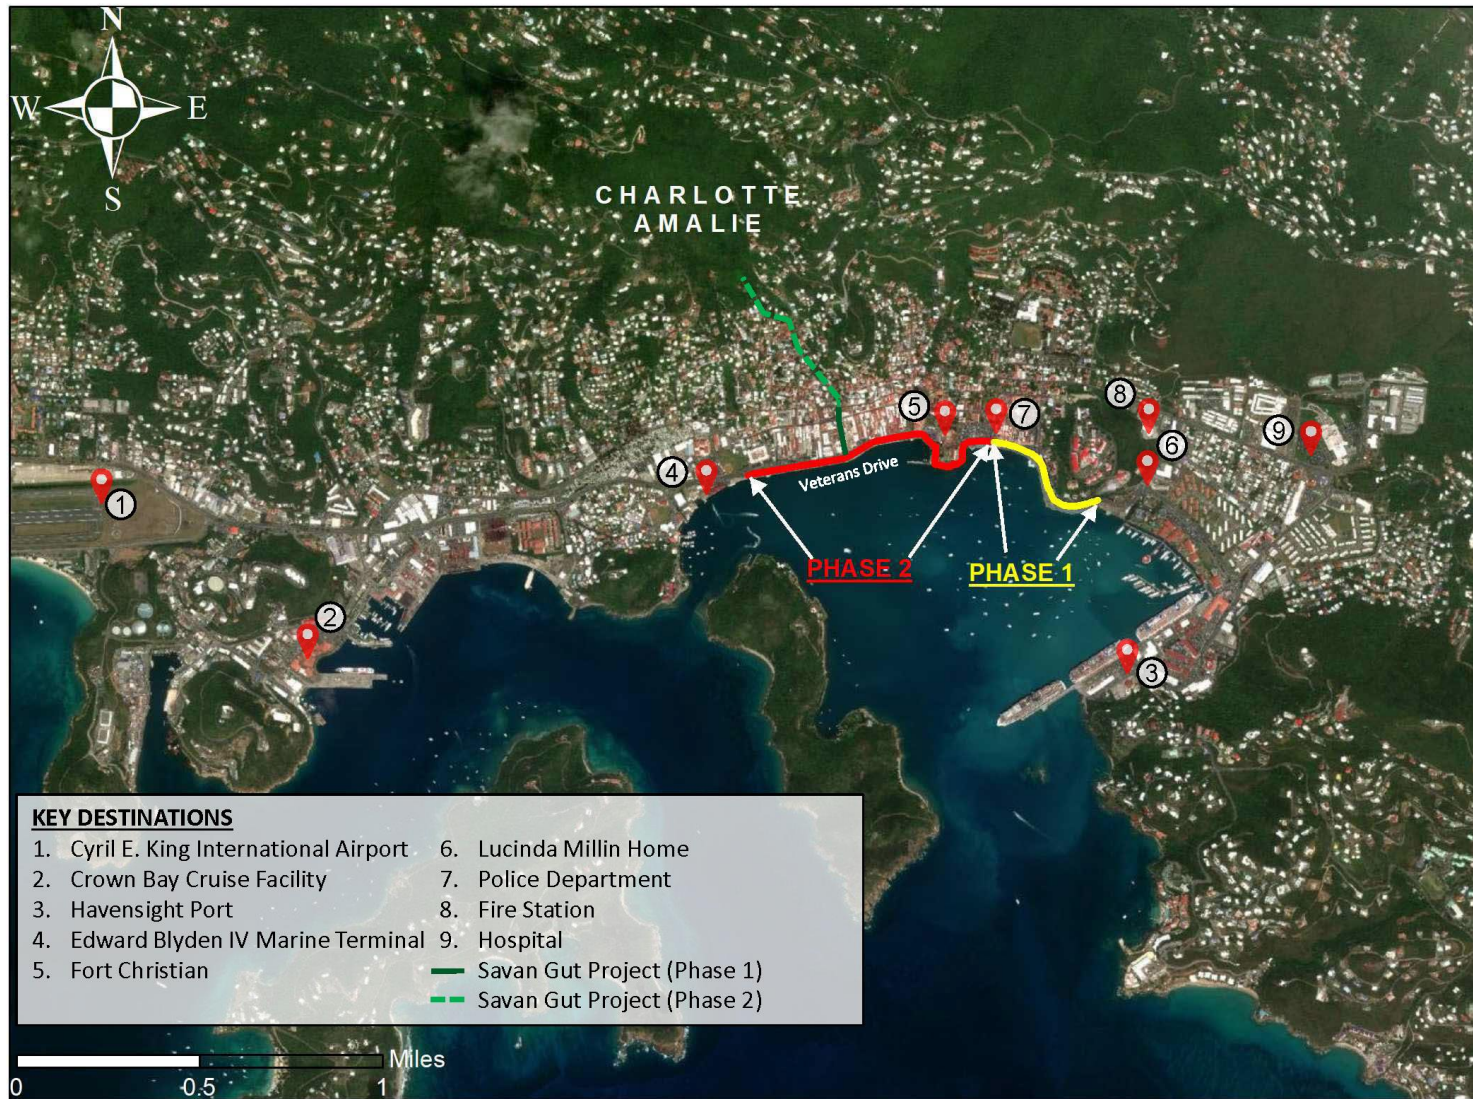 N
W
E
S
CHARLOTTE
AMALIE
5
7
8
6
9
4
1
Veterans Drive
PHASE 2
PHASE 1
2
3
KEY DESTINATIONS
1. Cyril E. King International Airport
2. Crown Bay Cruise Facility
3. Havensight Port
4. Edward Blyden IV Marine Terminal
5. Fort Christian
6. Lucinda Millin Home
7. Police Department
8. Fire Station
9. Hospital
Savan Gut Project (Phase 1)
Savan Gut Project (Phase 2)
Miles
0 0.5 1